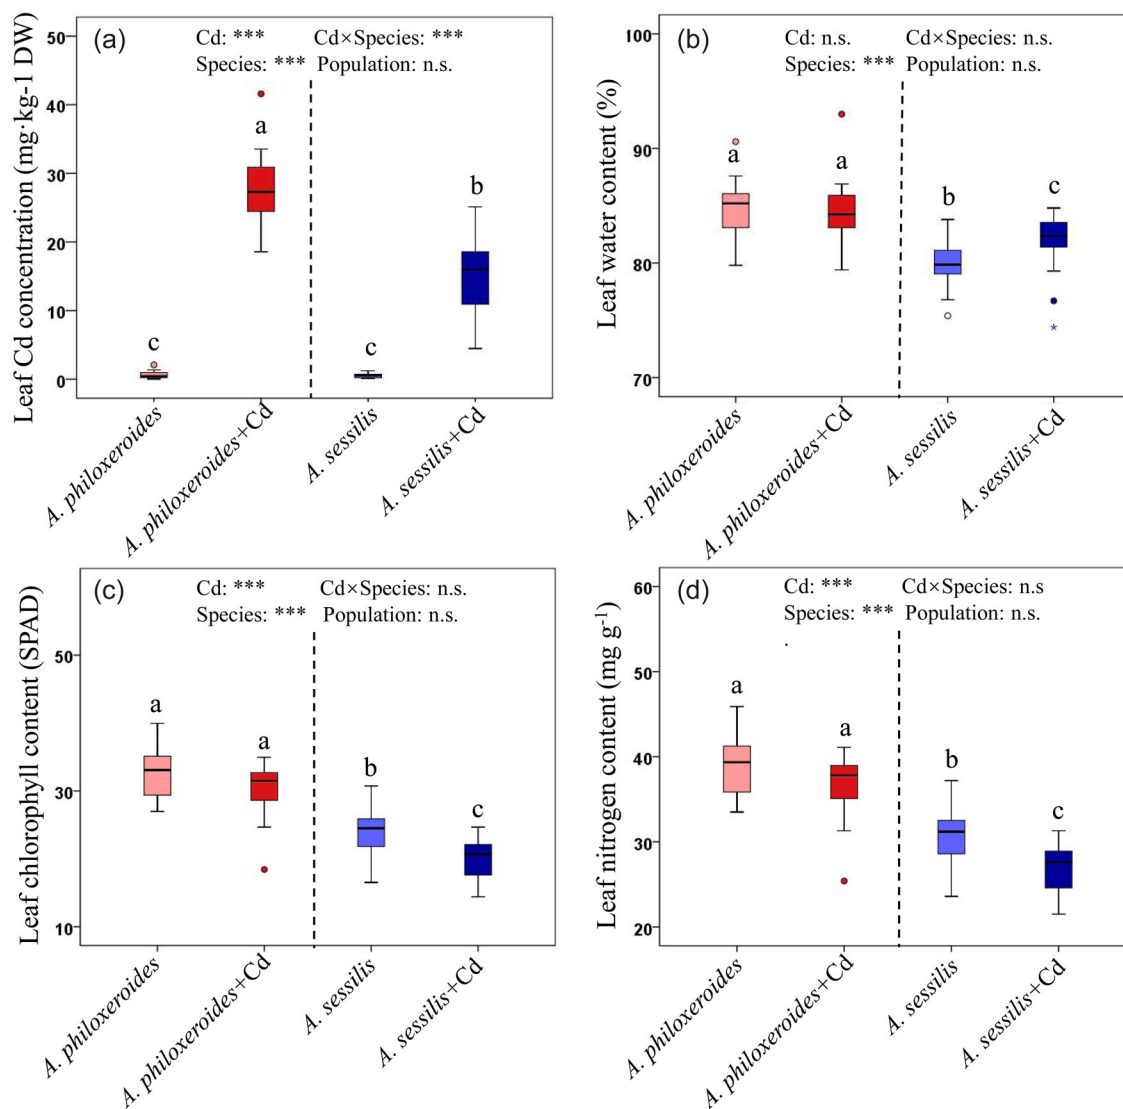 (a)
Cd: *** Cd×Species: ***
Species: *** Population: n.s.
Leaf Cd concentration (mg·kg-1 DW)
50
40
30
20
10
0
a
b
c
c
A. philoxeroides
A. philoxeroides+Cd
A. sessilis
A. sessilis+Cd
(b)
Cd: n.s. Cd×Species: n.s.
Species: *** Population: n.s.
Leaf water content (%)
100
90
80
70
a
a
b
c
*
A. philoxeroides
A. philoxeroides+Cd
A. sessilis
A. sessilis+Cd
(c)
Cd: *** Cd×Species: n.s.
Species: *** Population: n.s.
Leaf chlorophyll content (SPAD)
50
30
10
a
a
b
c
A. philoxeroides
A. philoxeroides+Cd
A. sessilis
A. sessilis+Cd
(d)
Cd: *** Cd×Species: n.s
Species: *** Population: n.s.
Leaf nitrogen content (mg g⁻¹)
60
50
40
30
20
a
a
b
c
A. philoxeroides
A. philoxeroides+Cd
A. sessilis
A. sessilis+Cd